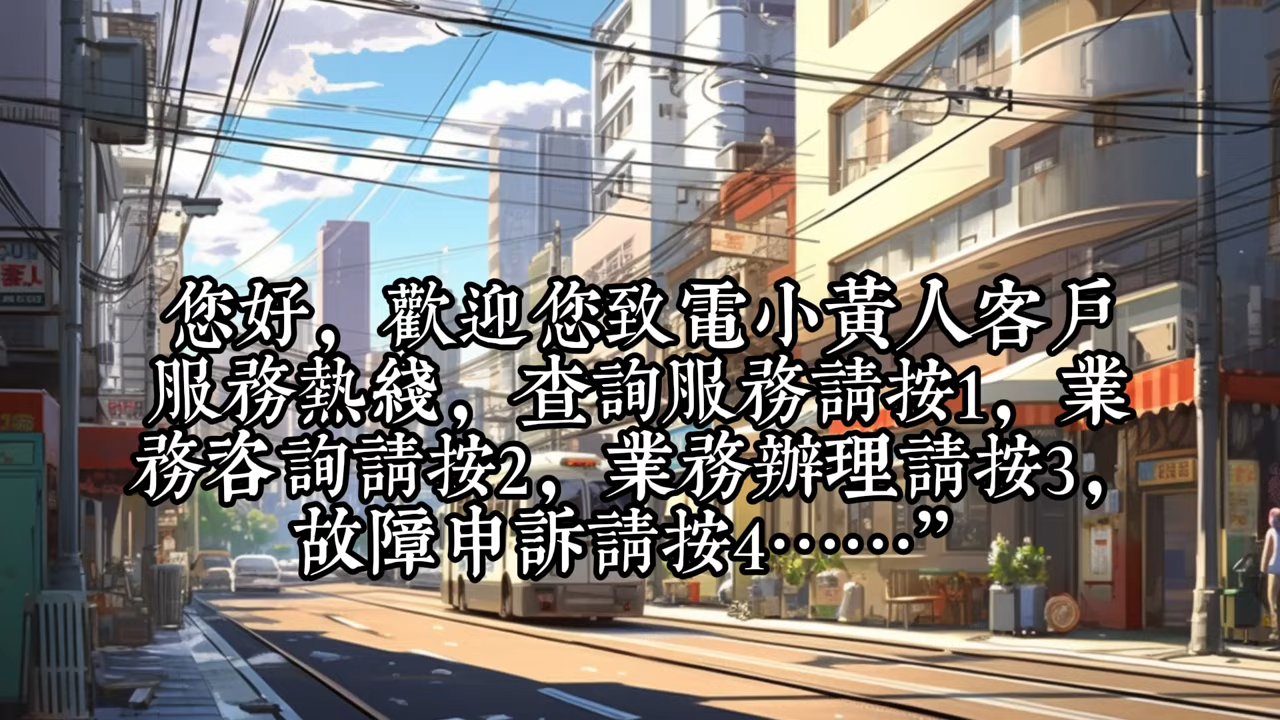 您好，歡迎您致電小黃人客戶
服務熱綫，查詢服務請按1，業
務咨詢請按2，業務辦理請按3，
故障申訴請按4……”